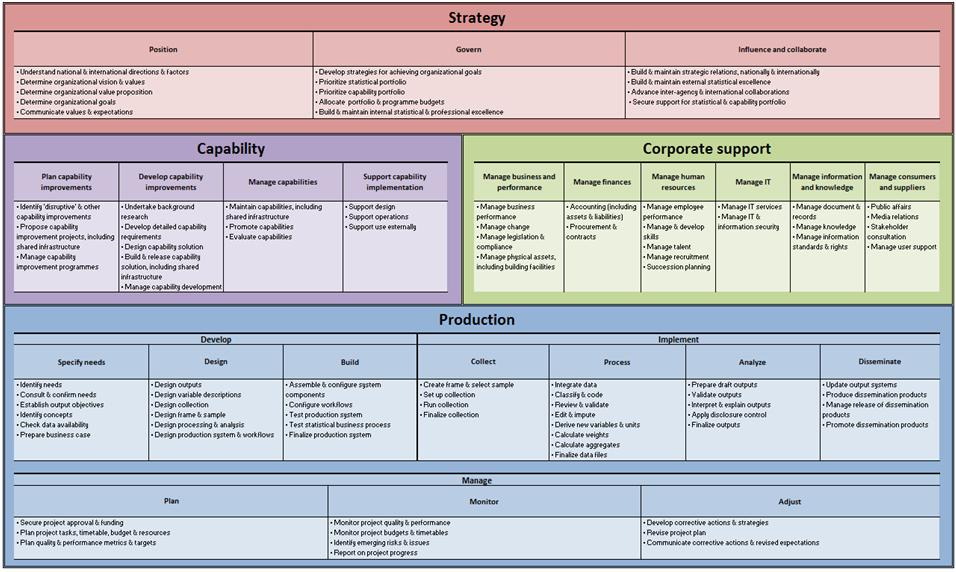 Strategy
Position
• Understand national & international directions & factors
• Determine organizational vision & values
• Determine organizational value proposition
• Determine organizational goals
• Communicate values & expectations
Govern
• Develop strategies for achieving organizational goals
• Prioritize statistical portfolio
• Prioritize capability portfolio
• Allocate portfolio & programme budgets
• Build & maintain internal statistical & professional excellence
Influence and collaborate
• Build & maintain strategic relations, nationally & internationally
• Build & maintain external statistical excellence
• Advance inter-agency & international collaborations
• Secure support for statistical & capability portfolio
Capability
Plan capability
improvements
• Identify 'disruptive' & other
capability improvements
• Propose capability
improvement projects, including
shared infrastructure
• Manage capability
improvement programmes
Develop capability
improvements
• Undertake background
research
• Develop detailed capability
requirements
• Design capability solution
• Build & release capability
solution, including shared
infrastructure
• Manage capability development
Manage capabilities
• Maintain capabilities, including
shared infrastructure
• Promote capabilities
• Evaluate capabilities
Support capability
implementation
• Support design
• Support operations
• Support use externally
Corporate support
Manage business and
performance
• Manage business
performance
• Manage change
• Manage legislation &
compliance
• Manage physical assets,
including building facilities
Manage finances
• Accounting (including
assets & liabilities)
• Procurement &
contracts
Manage human
resources
• Manage employee
performance
• Manage & develop
skills
• Manage talent
• Manage recruitment
• Succession planning
Manage IT
• Manage IT services
• Manage IT &
information security
Manage information
and knowledge
• Manage document &
records
• Manage knowledge
• Manage information
standards & rights
Manage consumers
and suppliers
• Public affairs
• Media relations
• Stakeholder
consultation
• Manage user support
Production
Develop
Specify needs
• Identify needs
• Consult & confirm needs
• Establish output objectives
• Identify concepts
• Check data availability
• Prepare business case
Design
• Design outputs
• Design variable descriptions
• Design collection
• Design frame & sample
• Design processing & analysis
• Design production system & workflows
Build
• Assemble & configure system
components
• Configure workflows
• Test production system
• Test statistical business process
• Finalize production system
Implement
Collect
• Create frame & select sample
• Set up collection
• Run collection
• Finalize collection
Process
• Integrate data
• Classify & code
• Review & validate
• Edit & impute
• Derive new variables & units
• Calculate weights
• Calculate aggregates
• Finalize data files
Analyze
• Prepare draft outputs
• Validate outputs
• Interpret & explain outputs
• Apply disclosure control
• Finalize outputs
Disseminate
• Update output systems
• Produce dissemination products
• Manage release of dissemination
products
• Promote dissemination products
Manage
Plan
• Secure project approval & funding
• Plan project tasks, timetable, budget & resources
• Plan quality & performance metrics & targets
Monitor
• Monitor project quality & performance
• Monitor project budgets & timetables
• Identify emerging risks & issues
• Report on project progress
Adjust
• Develop corrective actions & strategies
• Revise project plan
• Communicate corrective actions & revised expectations